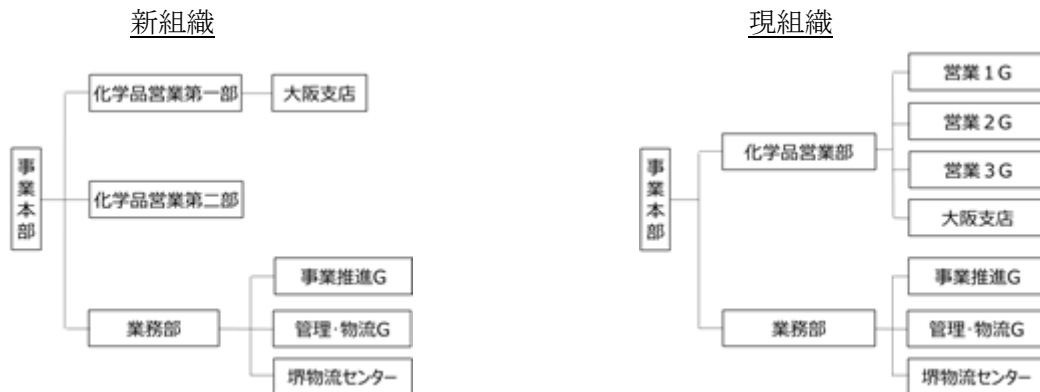 新組織
化学品営業第一部
大阪支店
事業本部
化学品営業第二部
事業推進G
業務部
管理・物流G
堺物流センター
現組織
営業1G
営業2G
化学品営業部
営業3G
事業本部
大阪支店
事業推進G
業務部
管理・物流G
堺物流センター